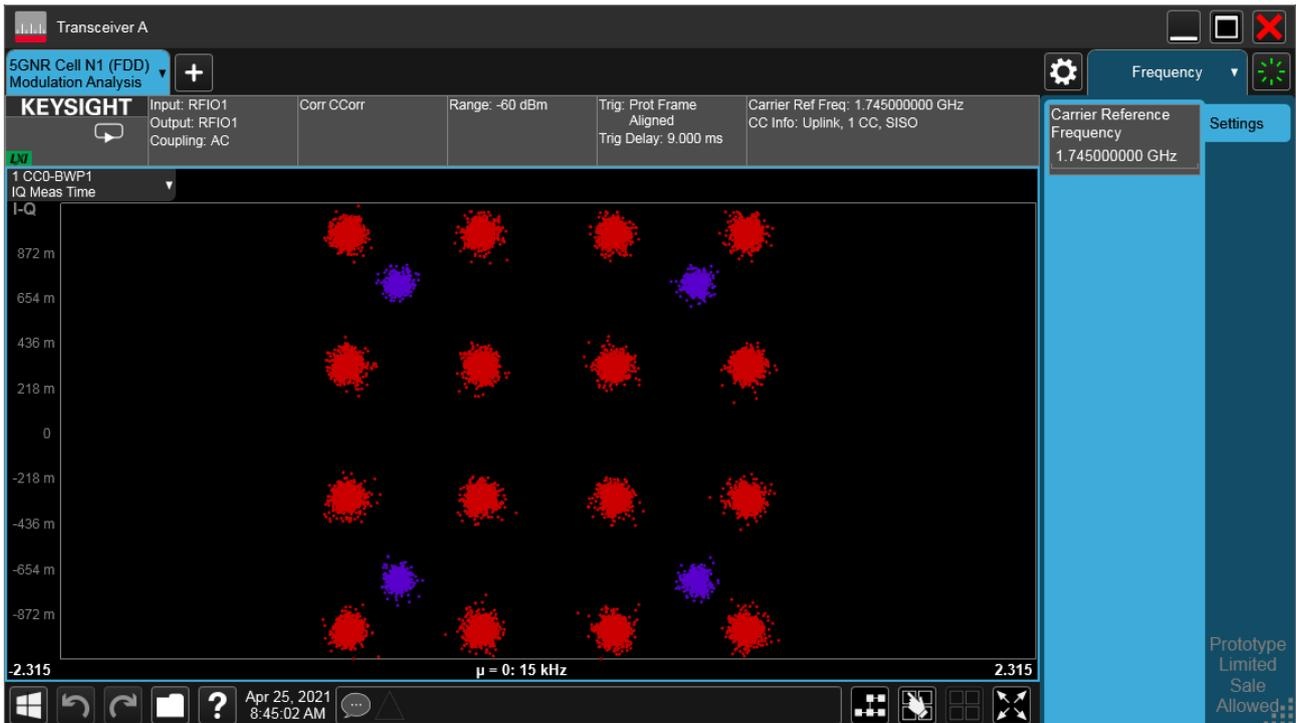 Transceiver A
5GNR Cell N1 (FDD)
Modulation Analysis
+
Frequency
KEYSIGHT
LXI
Input: RFIO1
Output: RFIO1
Coupling: AC
Corr CCorr
Range: -60 dBm
Trig: Prot Frame
Aligned
Trig Delay: 9.000 ms
Carrier Ref Freq: 1.745000000 GHz
CC Info: Uplink, 1 CC, SISO
Carrier Reference
Frequency
1.745000000 GHz
Settings
1 CC0-BWP1
IQ Meas Time
I-Q
872 m
654 m
436 m
218 m
0
-218 m
-436 m
-654 m
-872 m
-2.315
µ = 0: 15 kHz
2.315
?
Apr 25, 2021
8:45:02 AM
Prototype
Limited
Sale
Allowed